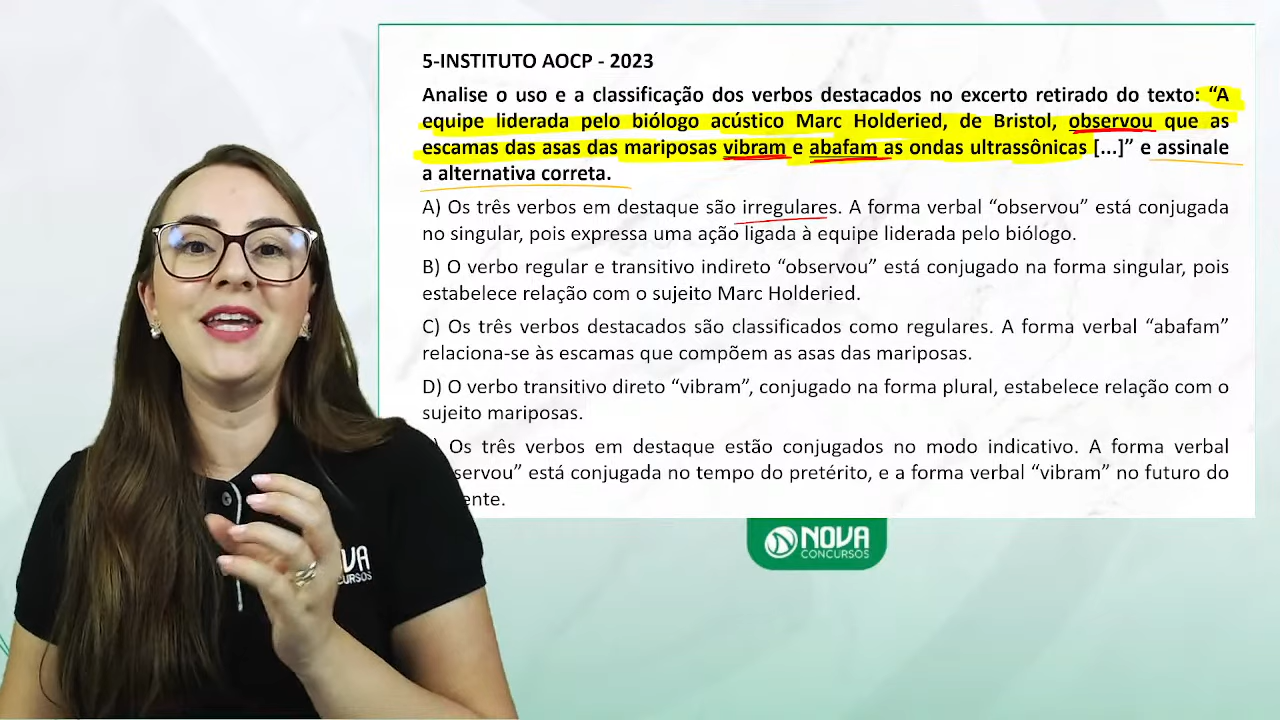 5-INSTITUTO AOCP - 2023
Analise o uso e a classificação dos verbos destacados no excerto retirado do texto: “A
equipe liderada pelo biólogo acústico Marc Holderied, de Bristol, observou que as
escamas das asas das mariposas vibram e abafam as ondas ultrassônicas [...]” e assinale
a alternativa correta.
A) Os três verbos em destaque são irregulares. A forma verbal “observou” está conjugada
no singular, pois expressa uma ação ligada à equipe liderada pelo biólogo.
B) O verbo regular e transitivo indireto “observou” está conjugado na forma singular, pois
estabelece relação com o sujeito Marc Holderied.
C) Os três verbos destacados são classificados como regulares. A forma verbal “abafam”
relaciona-se às escamas que compõem as asas das mariposas.
D) O verbo transitivo direto “vibram”, conjugado na forma plural, estabelece relação com o
sujeito mariposas.
) Os três verbos em destaque estão conjugados no modo indicativo. A forma verbal
servou” está conjugada no tempo do pretérito, e a forma verbal “vibram” no futuro do
ente.
NOVA
CONCURSOS
VA
CURSOS